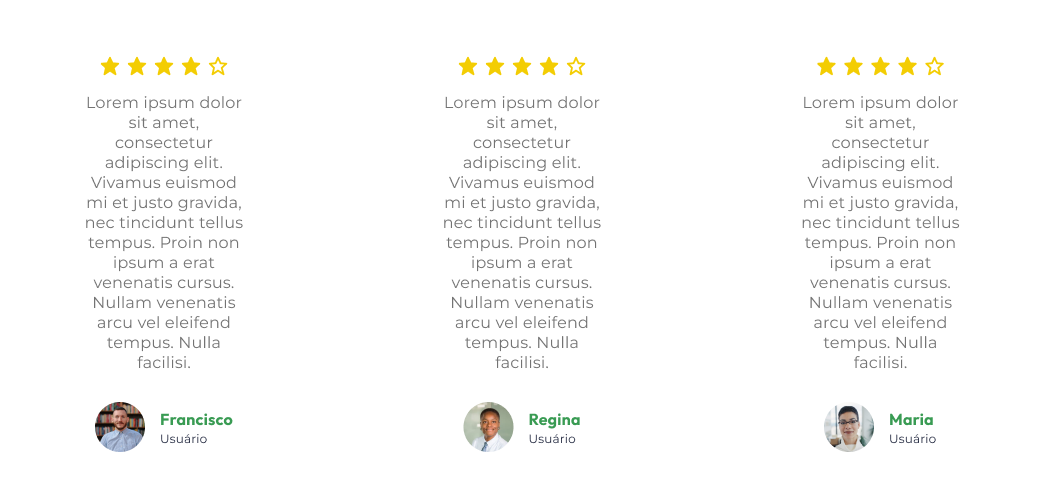 Lorem ipsum dolor
sit amet,
consectetur
adipiscing elit.
Vivamus euismod
mi et justo gravida,
nec tincidunt tellus
tempus. Proin non
ipsum a erat
venenatis cursus.
Nullam venenatis
arcu vel eleifend
tempus. Nulla
facilisi.
Francisco
Usuário
Lorem ipsum dolor
sit amet,
consectetur
adipiscing elit.
Vivamus euismod
mi et justo gravida,
nec tincidunt tellus
tempus. Proin non
ipsum a erat
venenatis cursus.
Nullam venenatis
arcu vel eleifend
tempus. Nulla
facilisi.
Regina
Usuário
Lorem ipsum dolor
sit amet,
consectetur
adipiscing elit.
Vivamus euismod
mi et justo gravida,
nec tincidunt tellus
tempus. Proin non
ipsum a erat
venenatis cursus.
Nullam venenatis
arcu vel eleifend
tempus. Nulla
facilisi.
Maria
Usuário